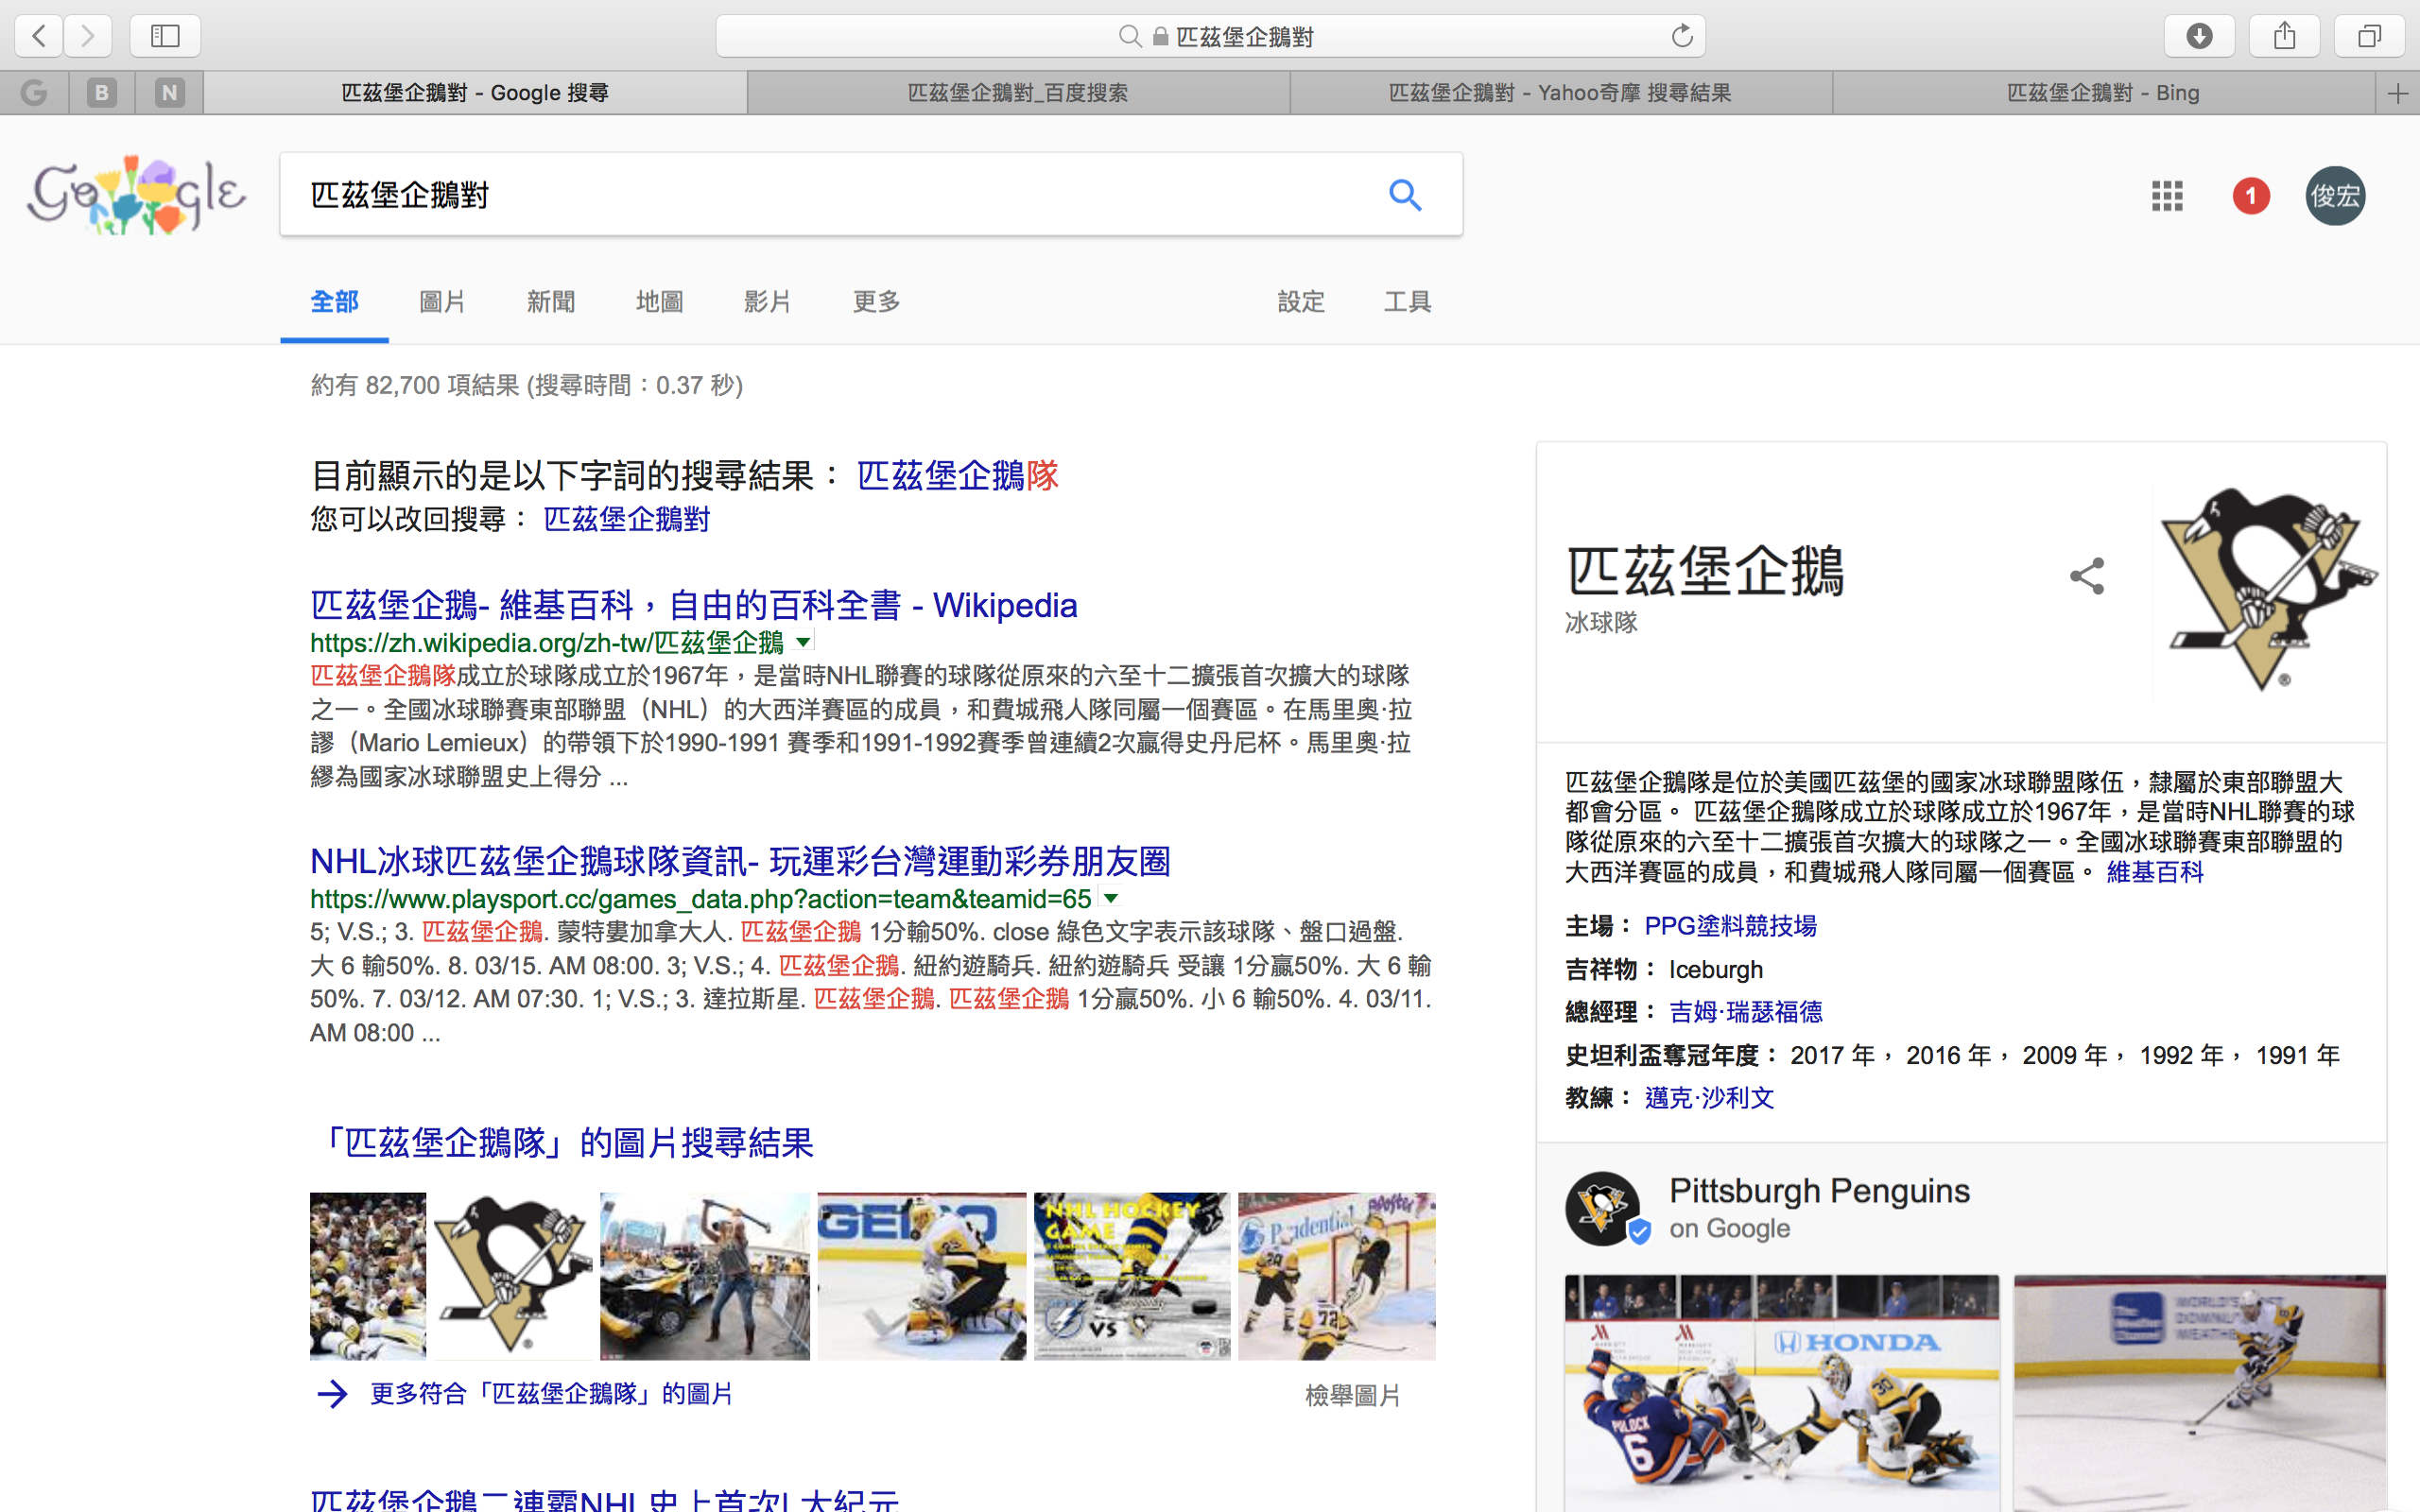 匹茲堡企鵝對
G
B
N
匹茲堡企鵝對 - Google 搜尋
匹茲堡企鵝對_百度搜索
匹茲堡企鵝對 - Yahoo奇摩 搜尋結果
匹茲堡企鵝對 - Bing
Google
匹茲堡企鵝對
1
俊宏
全部
圖片
新聞
地圖
影片
更多
設定
工具
約有 82,700 項結果 (搜尋時間：0.37 秒)
目前顯示的是以下字詞的搜尋結果： 匹茲堡企鵝隊
您可以改回搜尋： 匹茲堡企鵝對
匹茲堡企鵝- 維基百科，自由的百科全書 - Wikipedia
https://zh.wikipedia.org/zh-tw/匹茲堡企鵝
匹茲堡企鵝隊成立於球隊成立於1967年，是當時NHL聯賽的球隊從原來的六至十二擴張首次擴大的球隊
之一。全國冰球聯賽東部聯盟（NHL）的大西洋賽區的成員，和費城飛人隊同屬一個賽區。在馬里奧·拉
謬（Mario Lemieux）的帶領下於1990-1991 賽季和1991-1992賽季曾連續2次贏得史丹尼杯。馬里奧·拉
繆為國家冰球聯盟史上得分 ...
NHL冰球匹茲堡企鵝球隊資訊- 玩運彩台灣運動彩券朋友圈
https://www.playsport.cc/games_data.php?action=team&teamid=65
5; V.S.; 3. 匹茲堡企鵝. 蒙特婁加拿大人. 匹茲堡企鵝 1分輸50%. close 綠色文字表示該球隊、盤口過盤.
大 6 輸50%. 8. 03/15. AM 08:00. 3; V.S.; 4. 匹茲堡企鵝. 紐約遊騎兵. 紐約遊騎兵 受讓 1分贏50%. 大 6 輸
50%. 7. 03/12. AM 07:30. 1; V.S.; 3. 達拉斯星. 匹茲堡企鵝. 匹茲堡企鵝 1分贏50%. 小 6 輸50%. 4. 03/11.
AM 08:00 ...
「匹茲堡企鵝隊」的圖片搜尋結果
GEICO
NHL HOCKEY
GAME
VS
Prudential
72
更多符合「匹茲堡企鵝隊」的圖片
檢舉圖片
匹茲堡企鵝二連霸NHL史上首次| 大紀元
匹茲堡企鵝
冰球隊
匹茲堡企鵝隊是位於美國匹茲堡的國家冰球聯盟隊伍，隸屬於東部聯盟大
都會分區。 匹茲堡企鵝隊成立於球隊成立於1967年，是當時NHL聯賽的球
隊從原來的六至十二擴張首次擴大的球隊之一。全國冰球聯賽東部聯盟的
大西洋賽區的成員，和費城飛人隊同屬一個賽區。 維基百科
主場： PPG塗料競技場
吉祥物： Iceburgh
總經理： 吉姆·瑞瑟福德
史坦利盃奪冠年度： 2017 年， 2016 年， 2009 年， 1992 年， 1991 年
教練： 邁克·沙利文
Pittsburgh Penguins
on Google
HONDA
30
PULOCK
6